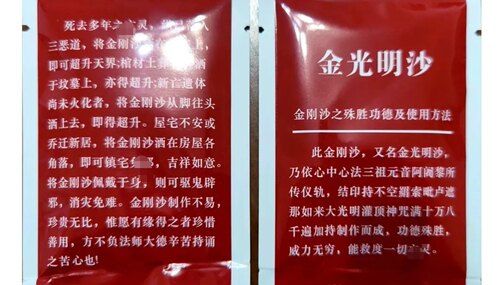 死去多年之灵，入
三恶道，将金刚沙洒在上，
即可超升天界;棺材土葬洒
于坟墓上，亦得超升;新亡遗体
尚未火化者，将金刚沙从脚往头
洒上去，即得超升。屋宅不安或
乔迁新居，将金刚沙洒在房屋各
角落，即可镇宅，吉祥如意。
将金刚沙佩戴于身，则可驱鬼辟
邪，消灾免难。金刚沙制作不易，
珍贵无比，惟愿有缘得之者珍惜
善用，方不负法师大德辛苦持诵
之苦心也!
金光明沙
金刚沙之殊胜功德及使用方法
此金刚沙，又名金光明沙，
乃依心中心法三祖元音阿阇黎所
传仪轨，结印持不空羂索毗卢遮
那如来大光明灌顶神咒满十万八
千遍加持制作而成，功德殊胜，
威力无穷，能救度一切灵。